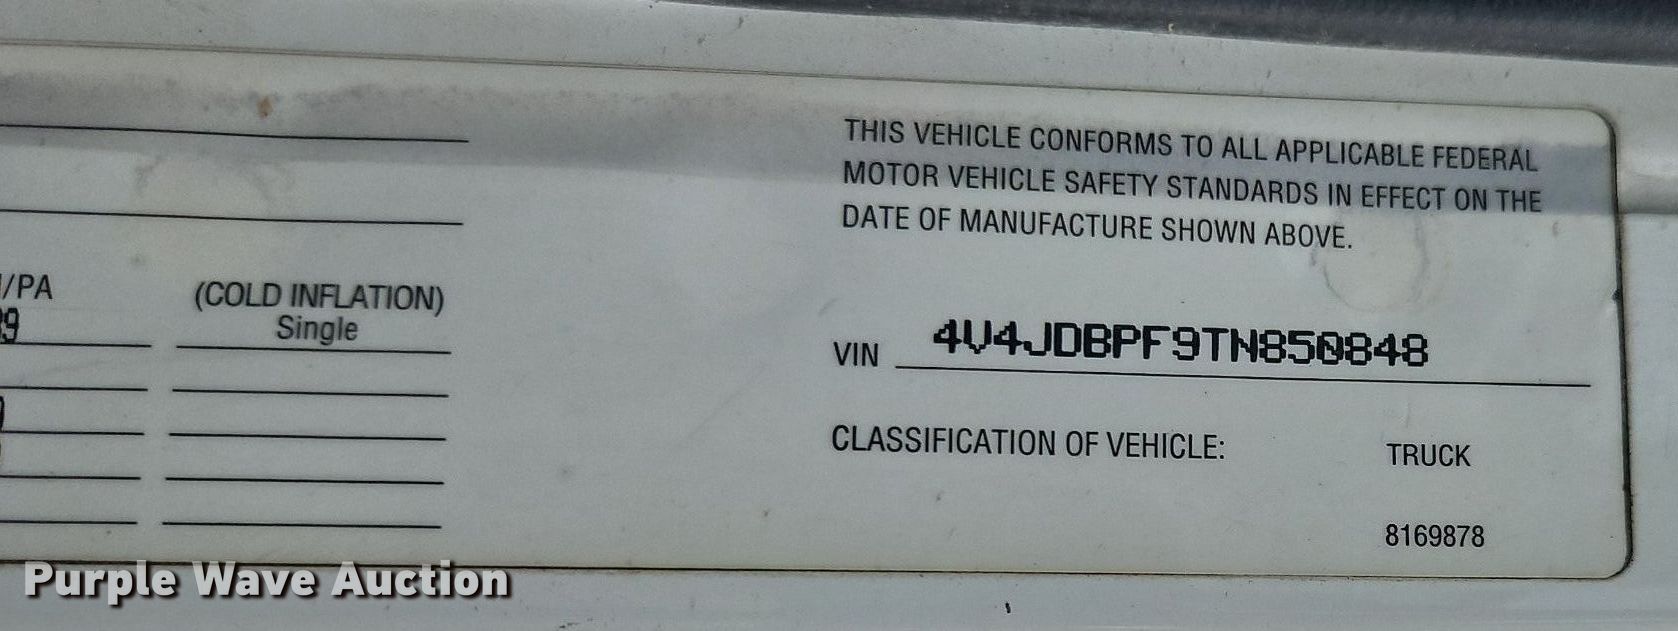 THIS VEHICLE CONFORMS TO ALL APPLICABLE FEDERAL
MOTOR VEHICLE SAFETY STANDARDS IN EFFECT ON THE
DATE OF MANUFACTURE SHOWN ABOVE.
/PA
(COLD INFLATION)
Single
9
VIN 4V4JDBPF9TN850848
CLASSIFICATION OF VEHICLE: TRUCK
8169878
Purple Wave Auction